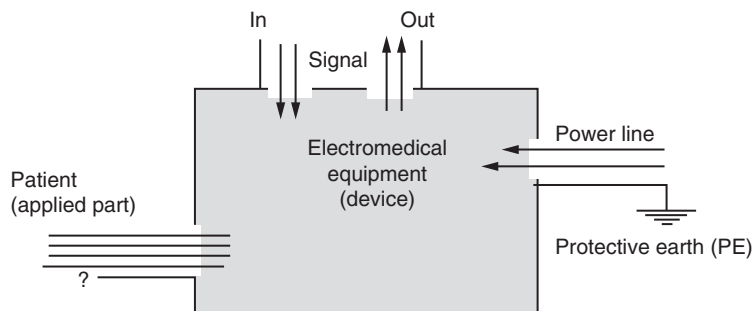 In
Out
Signal
Electromedical
equipment
(device)
Power line
Patient
(applied part)
Protective earth (PE)
?